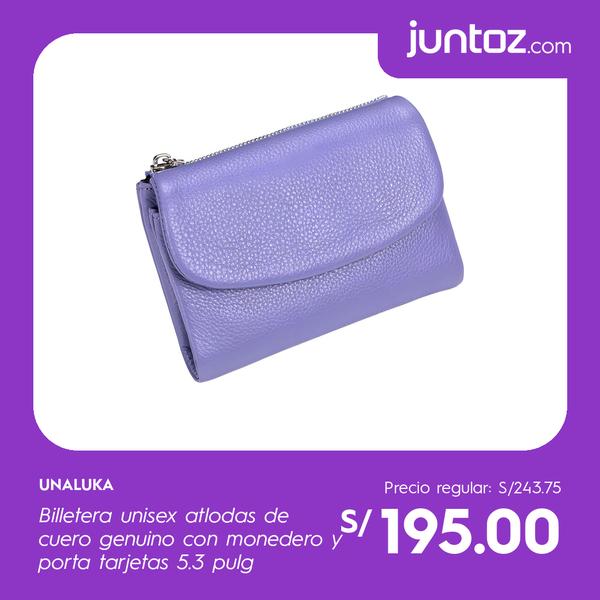 juntoz.com
UNALUKA
Billetera unisex atlodas de
cuero genuino con monedero y
porta tarjetas 5.3 pulg
Precio regular: S/243.75
S/195.00